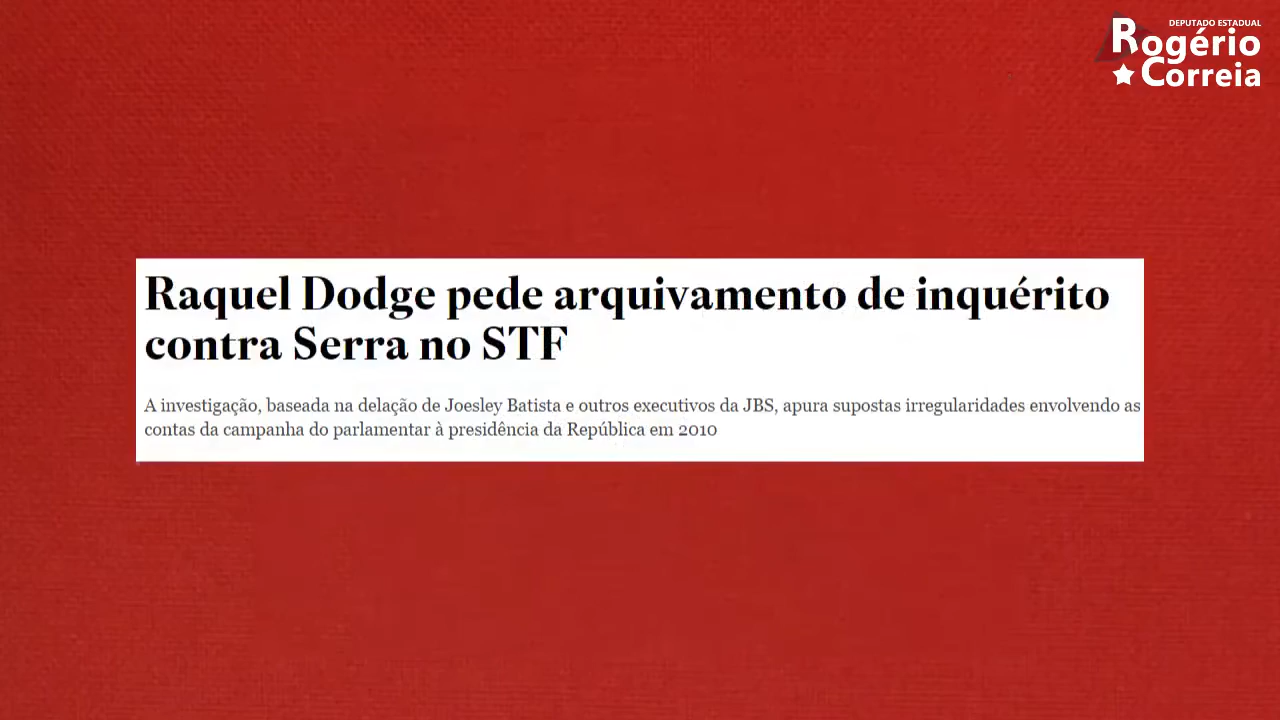 DEPUTADO ESTADUAL
Rogério
Correia
Raquel Dodge pede arquivamento de inquérito
contra Serra no STF
A investigação, baseada na delação de Joesley Batista e outros executivos da JBS, apura supostas irregularidades envolvendo as
contas da campanha do parlamentar à presidência da República em 2010